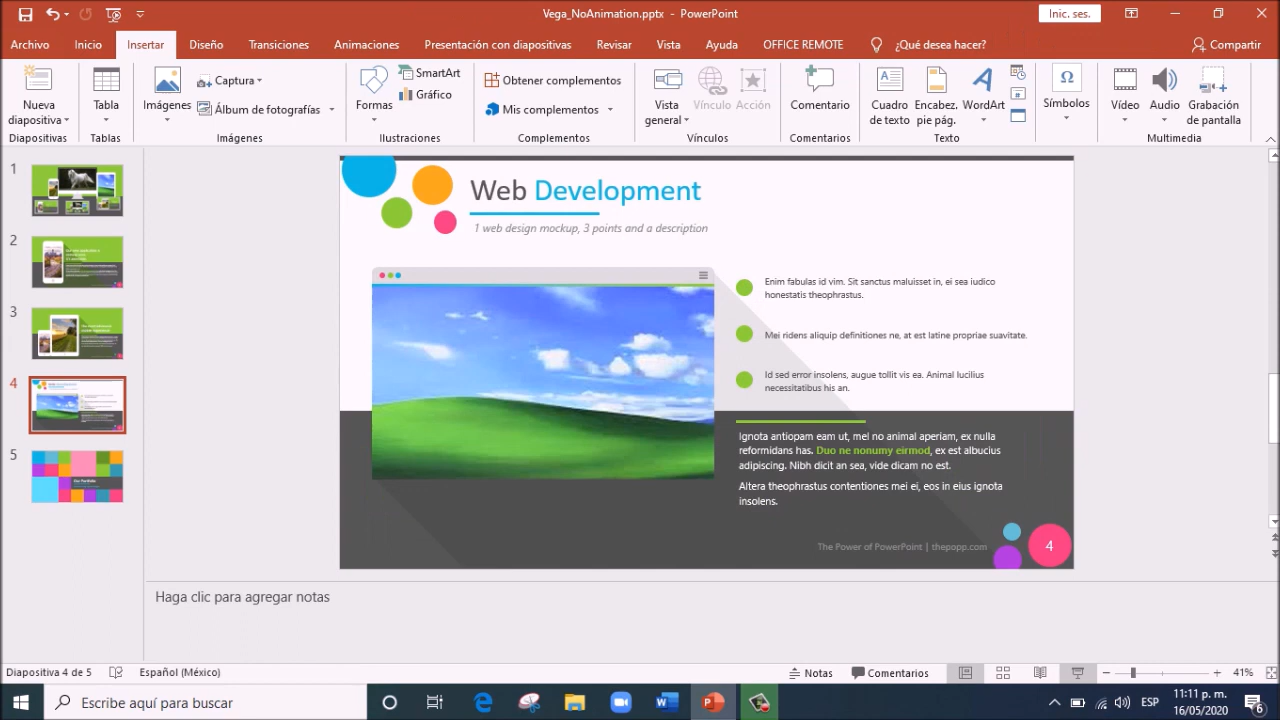 Vega_NoAnimation.pptx - PowerPoint
Inic. ses.
Archivo Inicio Insertar Diseño Transiciones Animaciones Presentación con diapositivas Revisar Vista Ayuda OFFICE REMOTE ¿Qué desea hacer? Compartir
Nueva diapositiva
Diapositivas
Tabla
Tablas
Imágenes
Captura
Álbum de fotografías
Imágenes
Formas
SmartArt
Gráfico
Ilustraciones
Obtener complementos
Mis complementos
Complementos
Vista general
Vínculo
Acción
Vínculos
Comentario
Comentarios
Cuadro de texto
Encabez. pie pág.
WordArt
Texto
Símbolos
Vídeo
Audio
Grabación de pantalla
Multimedia
1
2
3
4
5
Web Development
1 web design mockup, 3 points and a description
Enim fabulas id vim. Sit sanctus maluisset in, ei sea iudico
honestatis theophrastus.
Mei ridens aliquip definitiones ne, at est latine propriae suavitate.
Id sed error insolens, augue tollit vis ea. Animal lucilius
necessitatibus his an.
Ignota antiopam eam ut, mel no animal aperiam, ex nulla
reformidans has. Duo ne nonumy eirmod, ex est albucius
adipiscing. Nibh dicit an sea, vide dicam no est.
Altera theophrastus contentiones mei ei, eos in eius ignota
insolens.
The Power of PowerPoint | thepopp.com
4
Haga clic para agregar notas
Diapositiva 4 de 5 Español (México) Notas Comentarios 41%
Escribe aquí para buscar
ESP
11:11 p. m.
16/05/2020
6